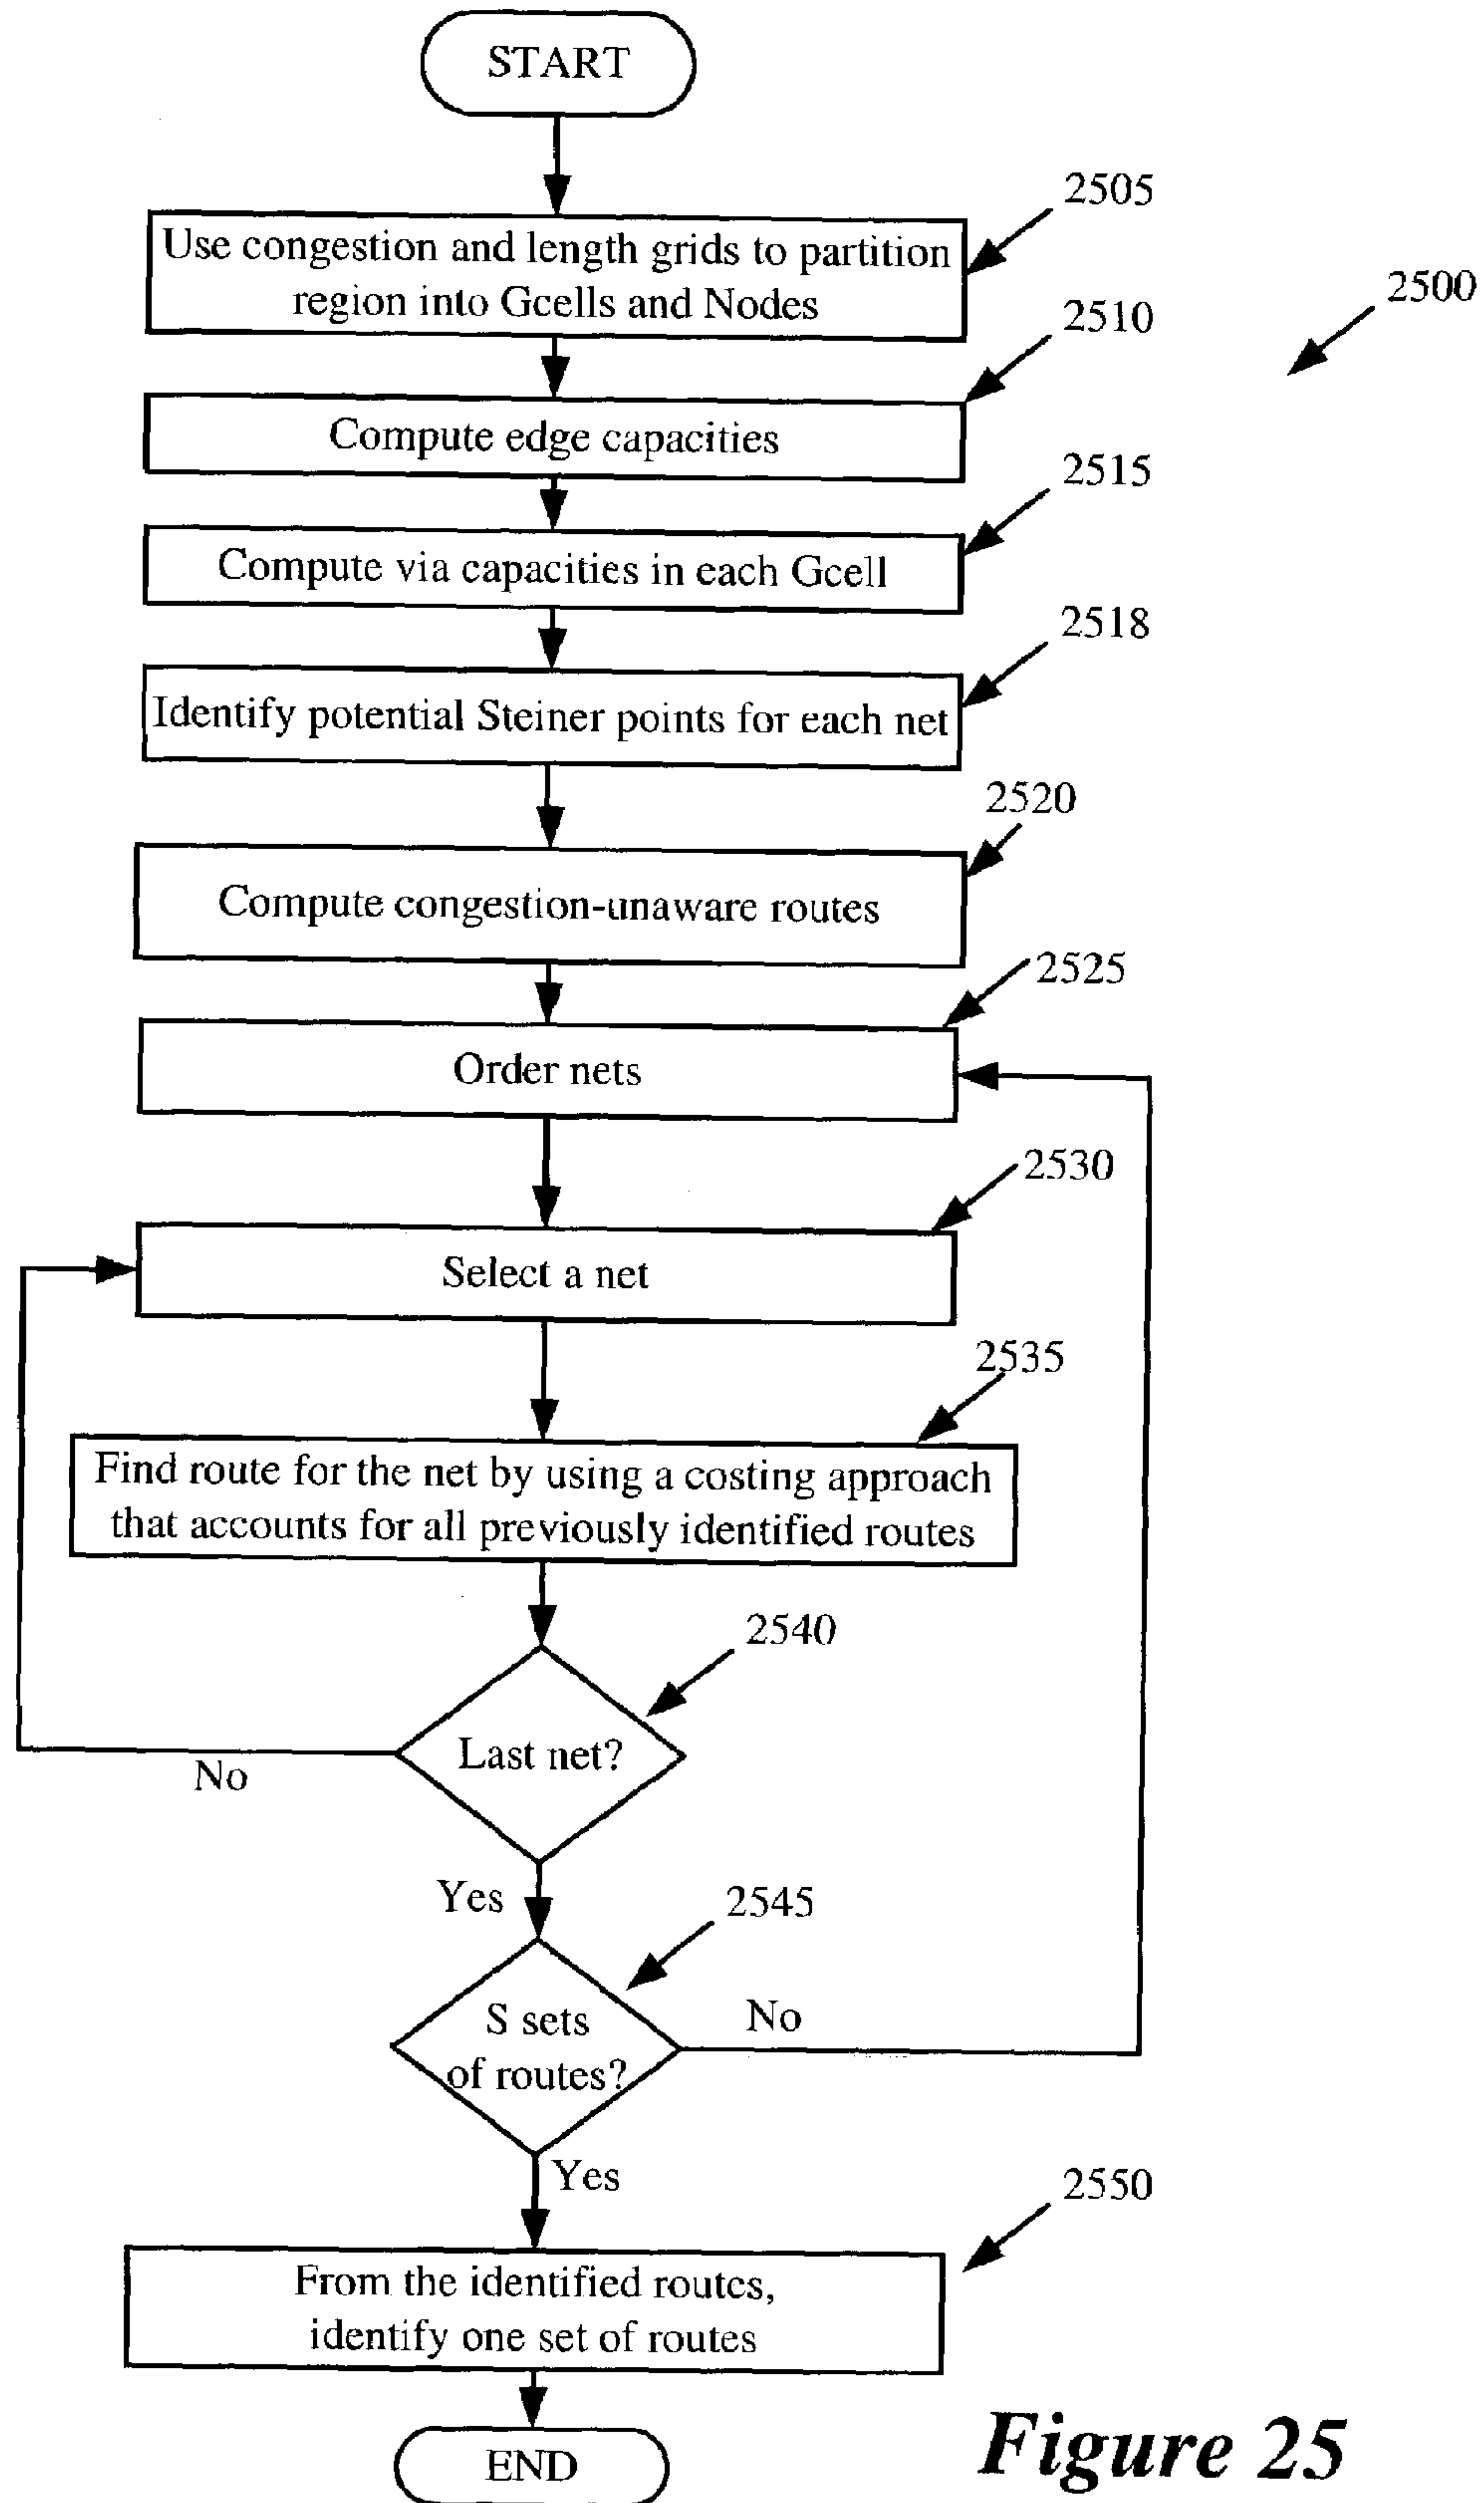 START
2505
Use congestion and length grids to partition
region into Gcells and Nodes
2500
2510
Compute edge capacities
2515
Compute via capacities in each Gcell
2518
Identify potential Steiner points for each net
2520
Compute congestion-unaware routes
2525
Order nets
2530
Select a net
2535
Find route for the net by using a costing approach
that accounts for all previously identified routes
2540
Last net?
No
Yes
2545
S sets
of routes?
No
Yes
2550
From the identified routes,
identify one set of routes
END
Figure 25